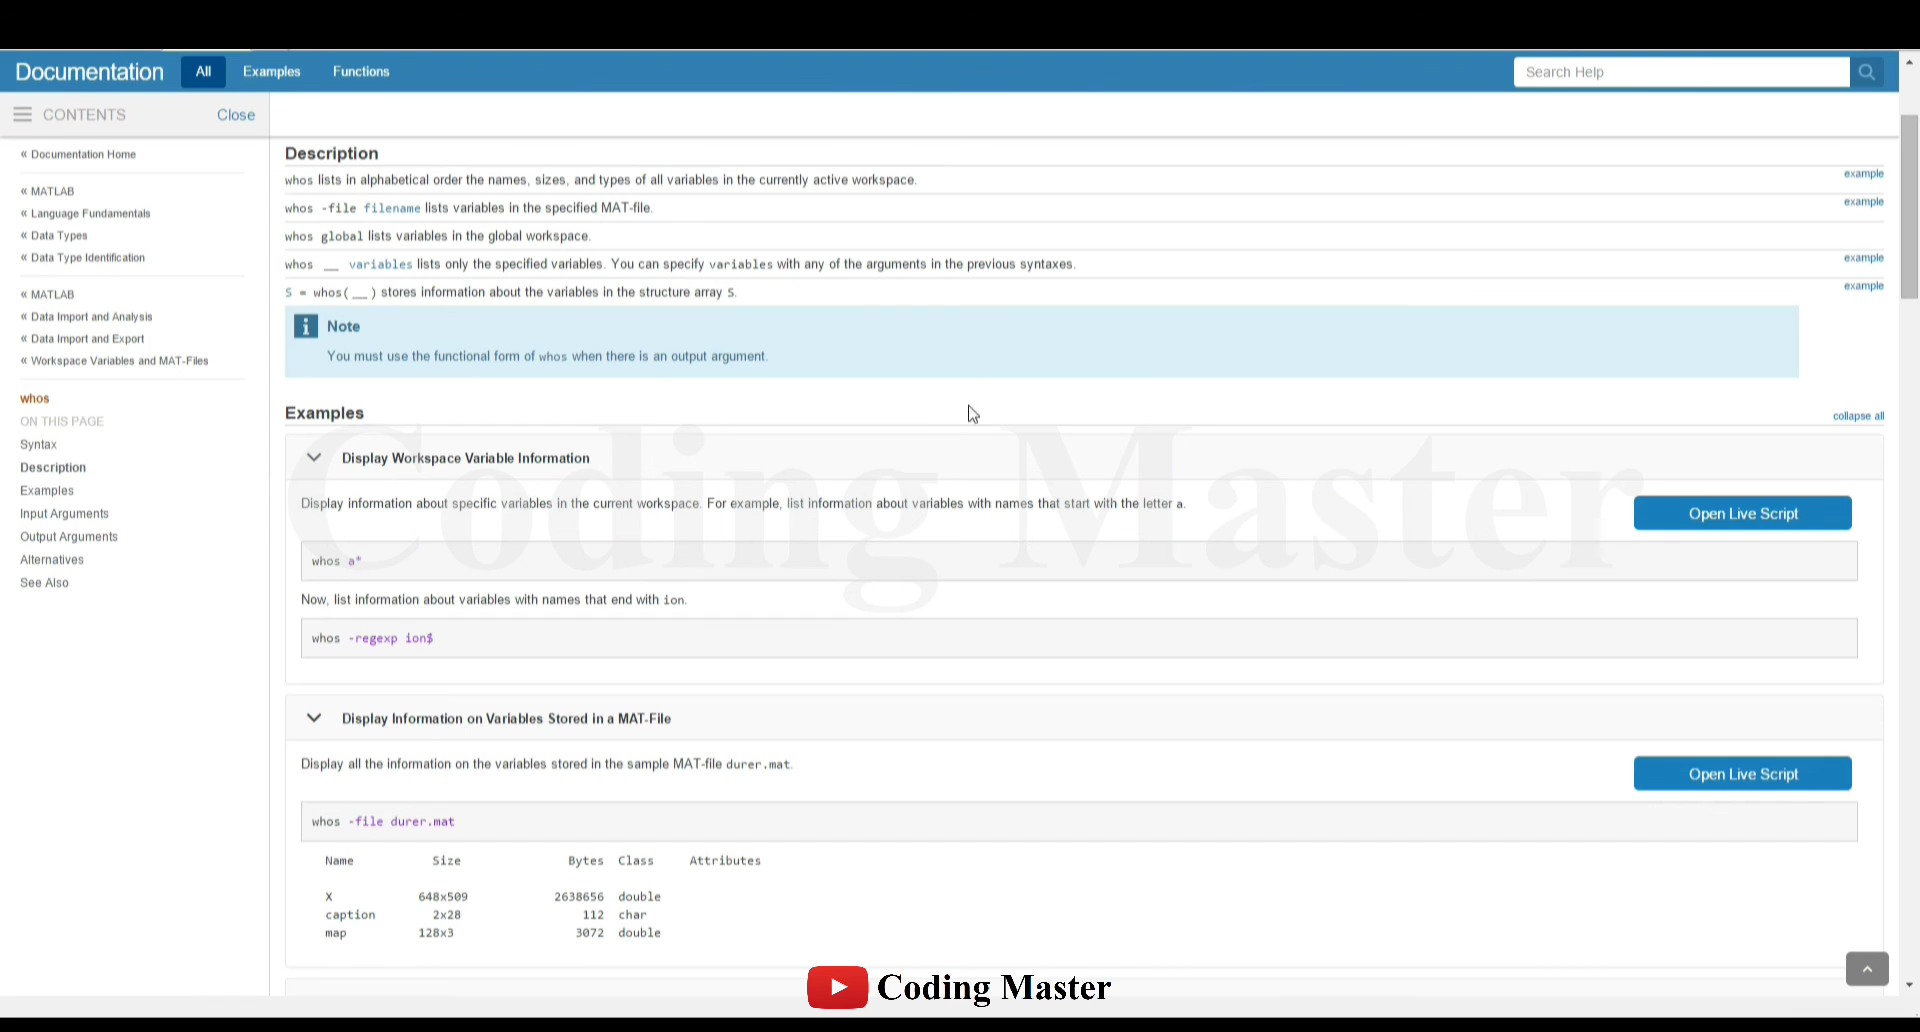 Documentation All Examples Functions Search Help
CONTENTS Close
« Documentation Home
« MATLAB
« Language Fundamentals
« Data Types
« Data Type Identification
« MATLAB
« Data Import and Analysis
« Data Import and Export
« Workspace Variables and MAT-Files
whos
ON THIS PAGE
Syntax
Description
Examples
Input Arguments
Output Arguments
Alternatives
See Also
Description
whos lists in alphabetical order the names, sizes, and types of all variables in the currently active workspace. example
whos -file filename lists variables in the specified MAT-file. example
whos global lists variables in the global workspace.
whos __ variables lists only the specified variables. You can specify variables with any of the arguments in the previous syntaxes. example
S = whos(__) stores information about the variables in the structure array S. example
i Note
You must use the functional form of whos when there is an output argument.
Examples collapse all
Display Workspace Variable Information
Display information about specific variables in the current workspace. For example, list information about variables with names that start with the letter a.
Open Live Script
whos a*
Now, list information about variables with names that end with ion.
whos -regexp ion$
Coding Master
Display Information on Variables Stored in a MAT-File
Display all the information on the variables stored in the sample MAT-file durer.mat.
Open Live Script
whos -file durer.mat
Name Size Bytes Class Attributes
X 648x509 2638656 double
caption 2x28 112 char
map 128x3 3072 double
Coding Master